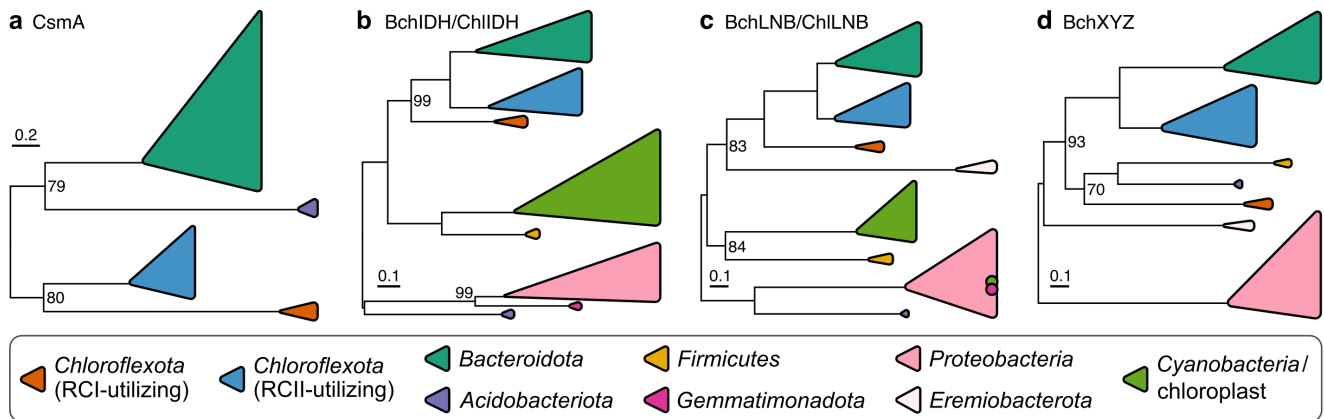 a CsmA
b BchIDH/ChlIDH
c BchLNB/ChlLNB
d BchXYZ
0.2
79
80
99
0.1
99
83
84
0.1
93
70
0.1
Chloroflexota
(RCI-utilizing)
Chloroflexota
(RCII-utilizing)
Bacteroidota
Acidobacteriota
Firmicutes
Gemmatimonadota
Proteobacteria
Eremiobacterota
Cyanobacteria/
chloroplast